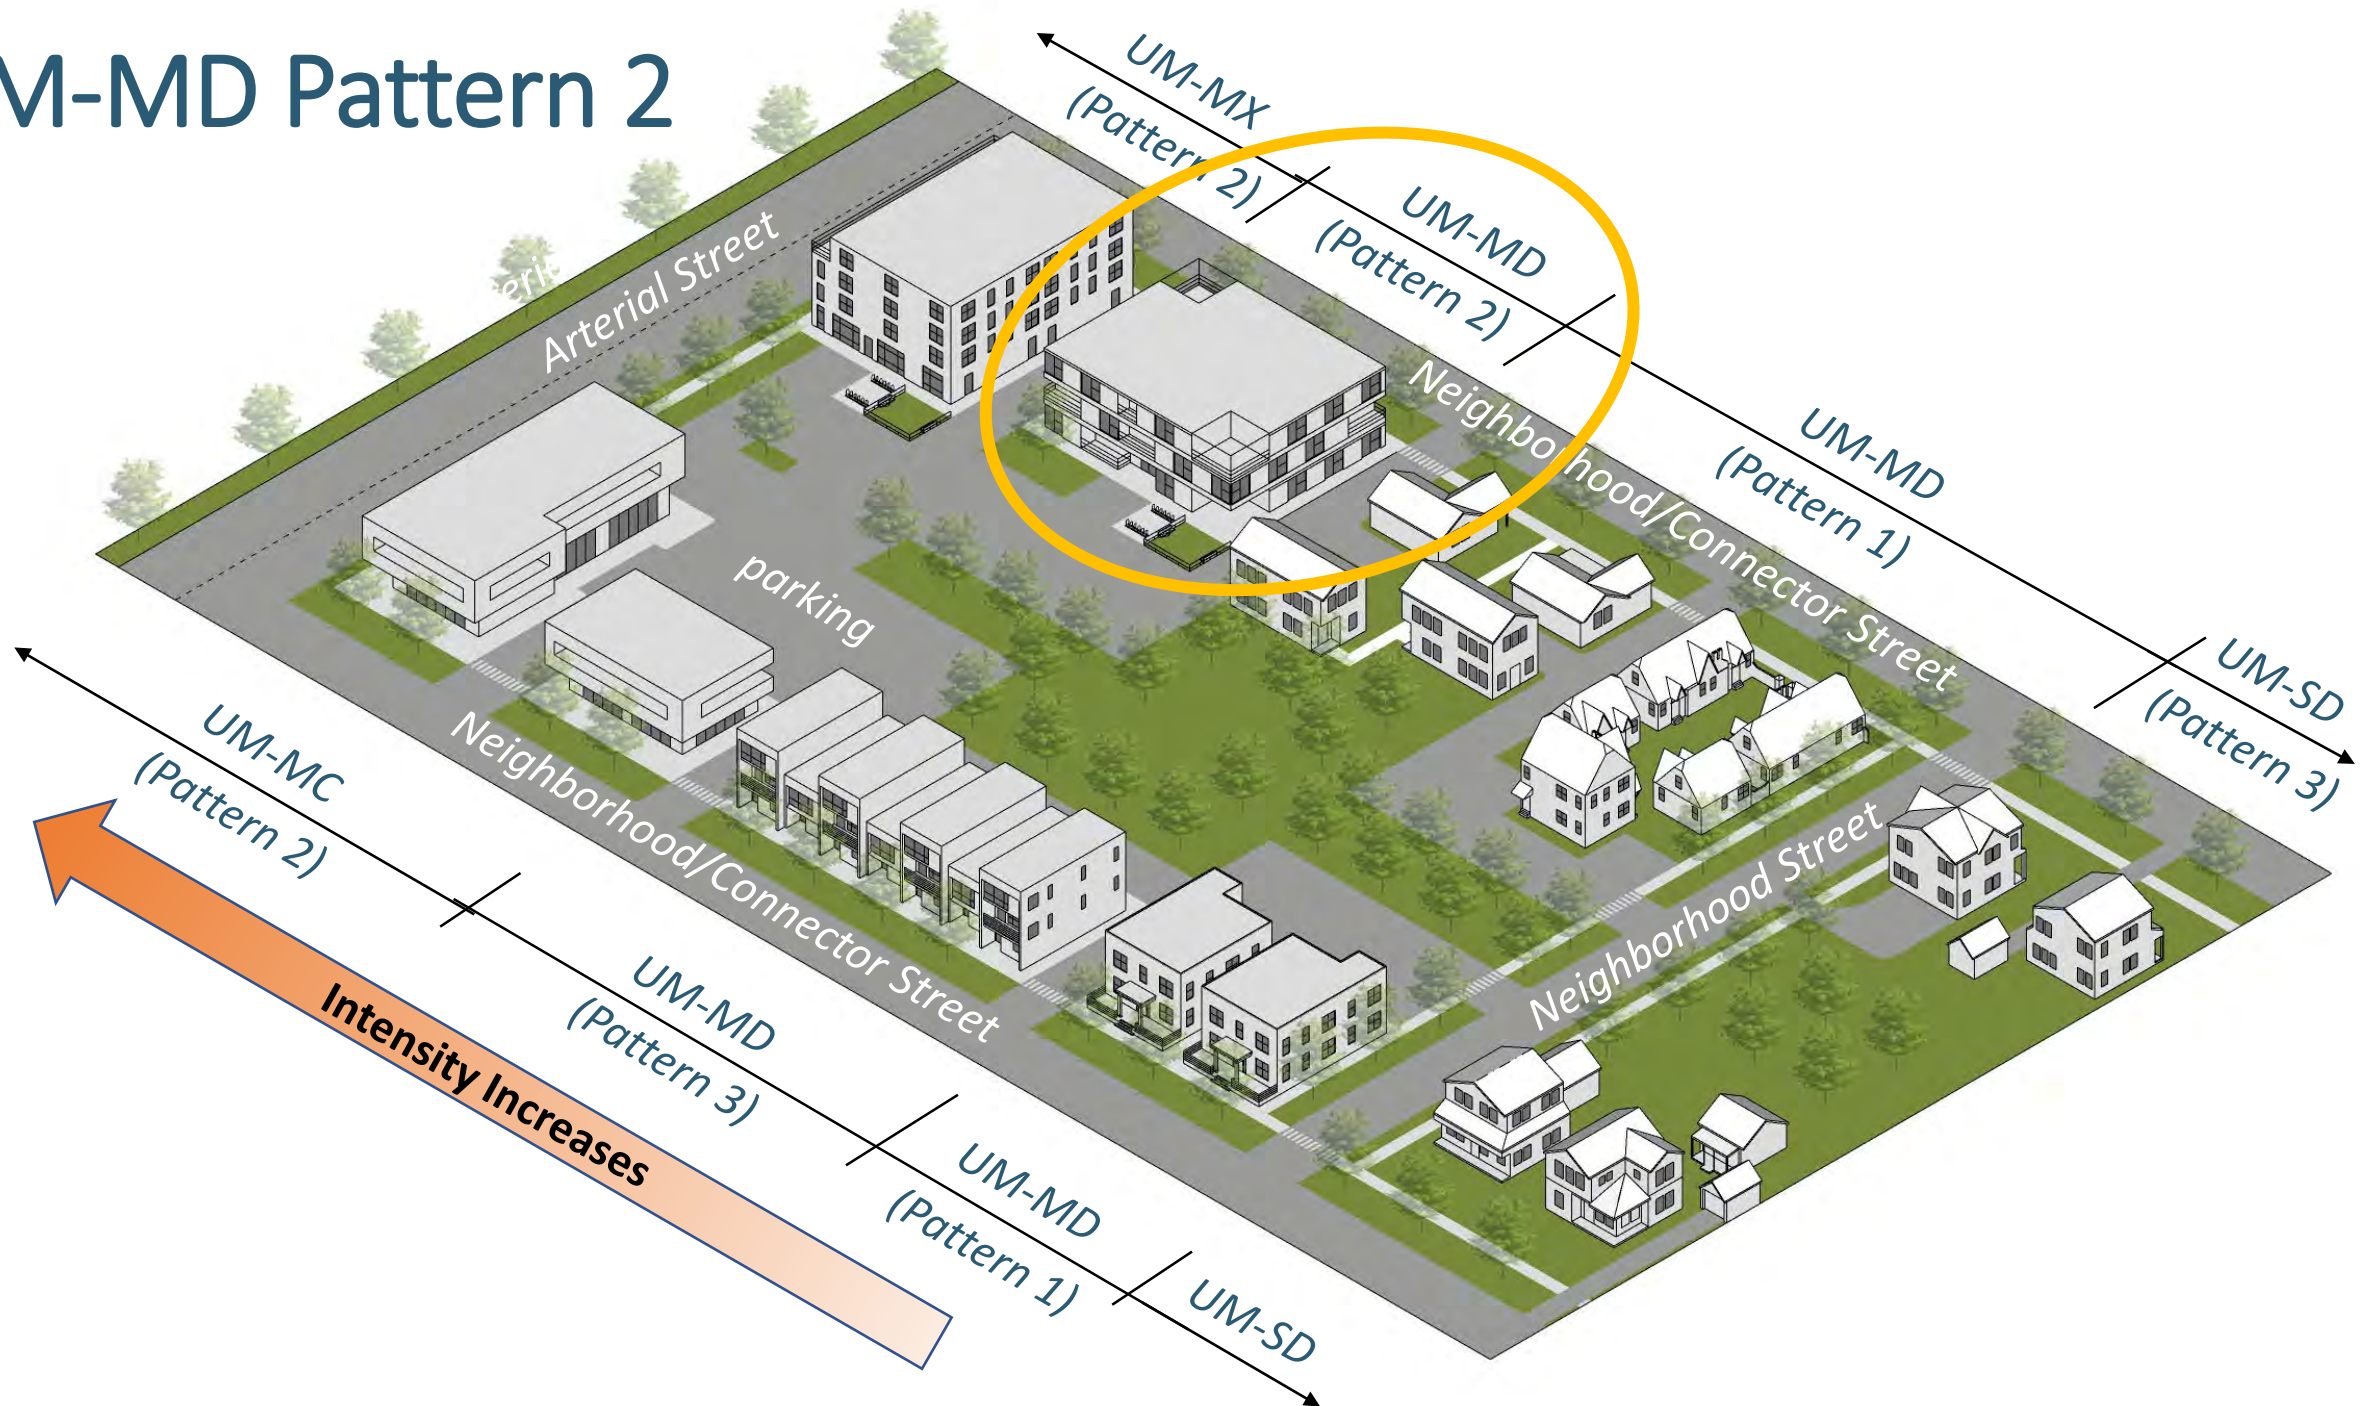 M-MD Pattern 2
UM-MX
(Pattern 2)
UM-MD
(Pattern 2)
UM-MD
(Pattern 1)
UM-SD
(Pattern 3)
Arterial Street
Neighborhood/Connector Street
parking
Neighborhood Street
Neighborhood/Connector Street
UM-MC
(Pattern 2)
UM-MD
(Pattern 3)
UM-MD
(Pattern 1)
UM-SD
Intensity Increases